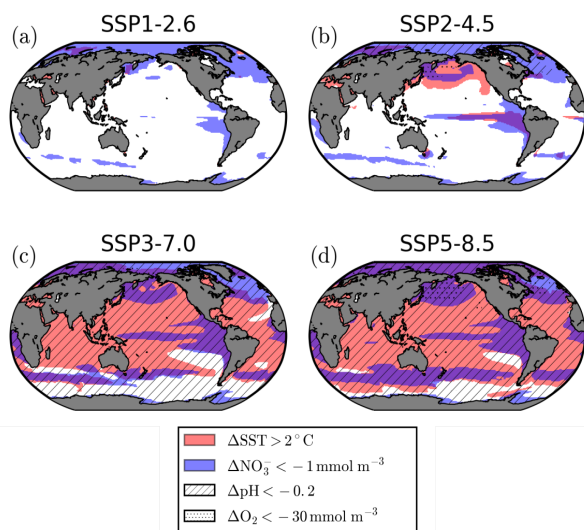 SSP1-2.6
SSP2-4.5
(a)
(b)
SSP3-7.0
SSP5-8.5
(c)
(d)
ΔSST > 2 °C
ΔNO₃⁻ < −1 mmol m⁻³
ΔpH < −0.2
ΔO₂ < −30 mmol m⁻³